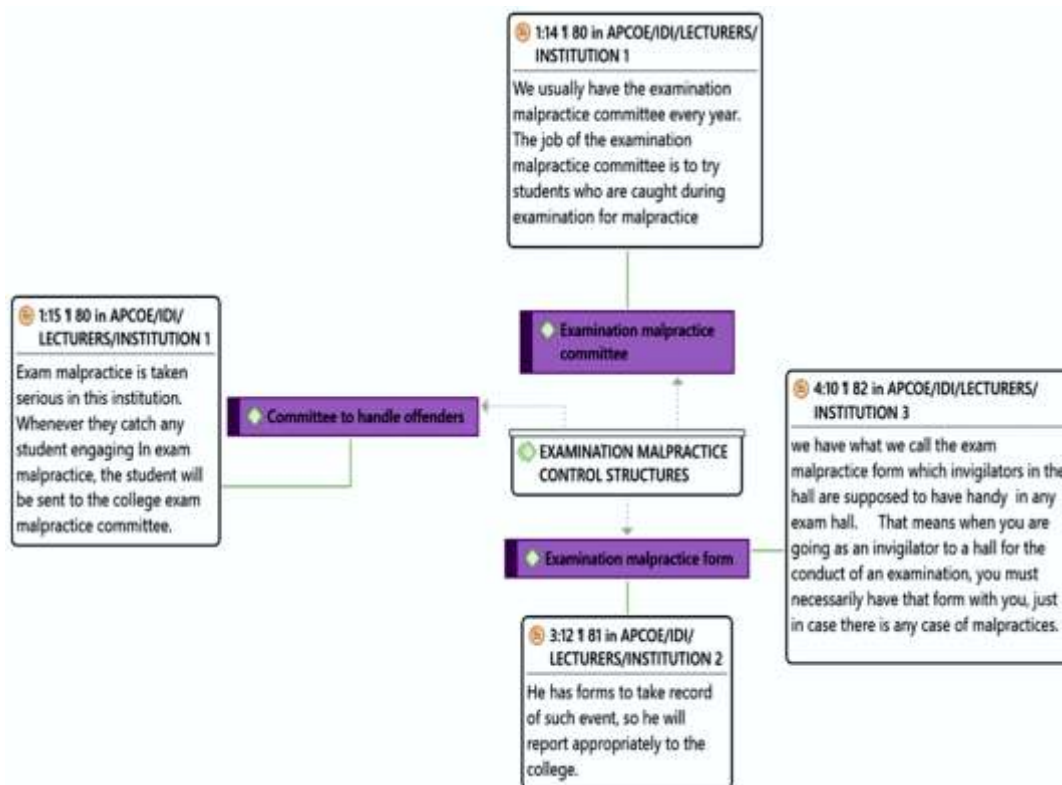 1:14 ¶ 80 in APCOE/IDI/LECTURERS/
INSTITUTION 1
We usually have the examination
malpractice committee every year.
The job of the examination
malpractice committee is to try
students who are caught during
examination for malpractice
Examination malpractice
committee
1:15 ¶ 80 in APCOE/IDI/
LECTURERS/INSTITUTION 1
Exam malpractice is taken
serious in this institution.
Whenever they catch any
student engaging In exam
malpractice, the student will
be sent to the college exam
malpractice committee.
Committee to handle offenders
EXAMINATION MALPRACTICE
CONTROL STRUCTURES
4:10 ¶ 82 in APCOE/IDI/LECTURERS/
INSTITUTION 3
we have what we call the exam
malpractice form which invigilators in the
hall are supposed to have handy in any
exam hall. That means when you are
going as an invigilator to a hall for the
conduct of an examination, you must
necessarily have that form with you, just
in case there is any case of malpractices.
Examination malpractice form
3:12 ¶ 81 in APCOE/IDI/
LECTURERS/INSTITUTION 2
He has forms to take record
of such event, so he will
report appropriately to the
college.